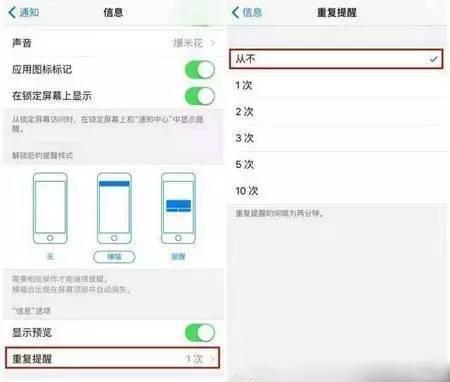 通知
信息
声音
爆米花
应用图标标记
在锁定屏幕上显示
从锁定屏幕访问时，在锁定屏幕上和“通知中心”中显示提醒。
解锁后的提醒样式
无
横幅
提醒
需要相应操作才能继续提醒。
横幅会出现在屏幕顶部并自动消失。
“信息”选项
显示预览
重复提醒
1 次
信息
重复提醒
从不
1 次
2 次
3 次
5 次
10 次
重复提醒的间隔为两分钟。